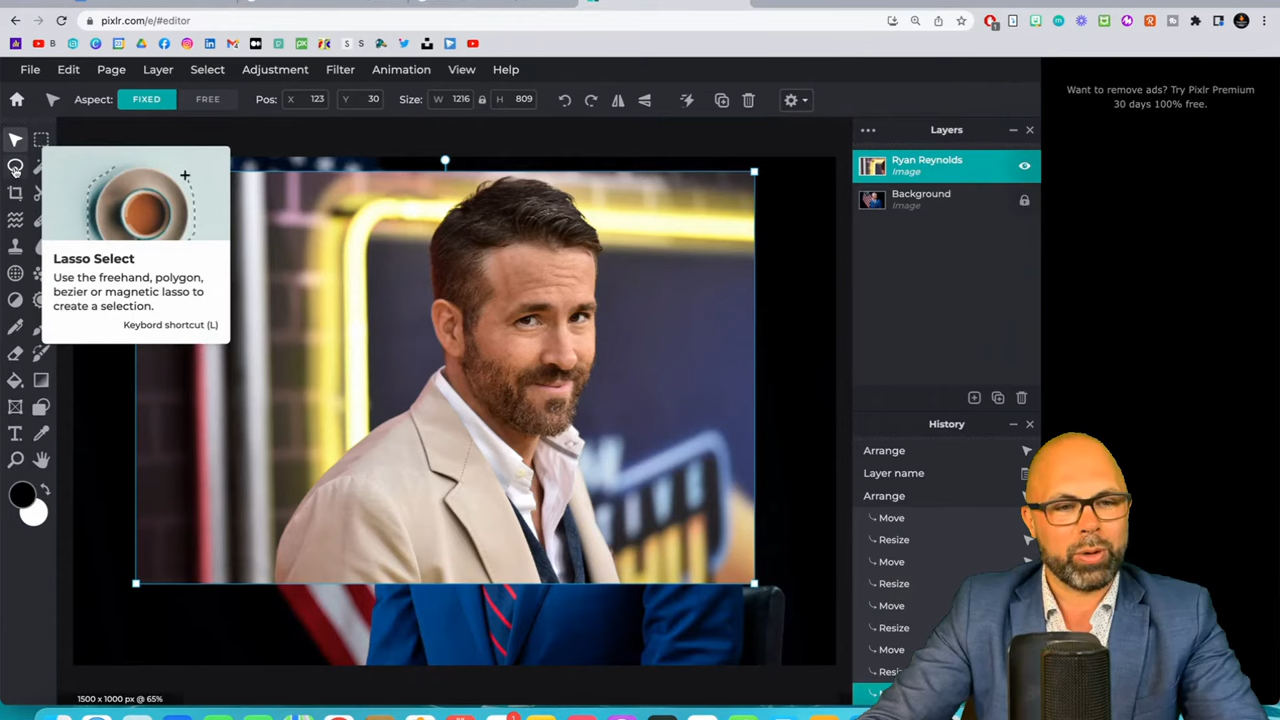 pixlr.com/e/#editor
B
File Edit Page Layer Select Adjustment Filter Animation View Help
Want to remove ads? Try Pixlr Premium
30 days 100% free.
Aspect: FIXED FREE Pos: X 123 Y 30 Size: W 1216 H 809
Layers
Ryan Reynolds
Image
Background
Image
Lasso Select
Use the freehand, polygon,
bezier or magnetic lasso to
create a selection.
Keybord shortcut (L)
History
Arrange
Layer name
Arrange
Move
Resize
Move
Resize
Move
Resize
Move
1500 x 1000 px @ 65%